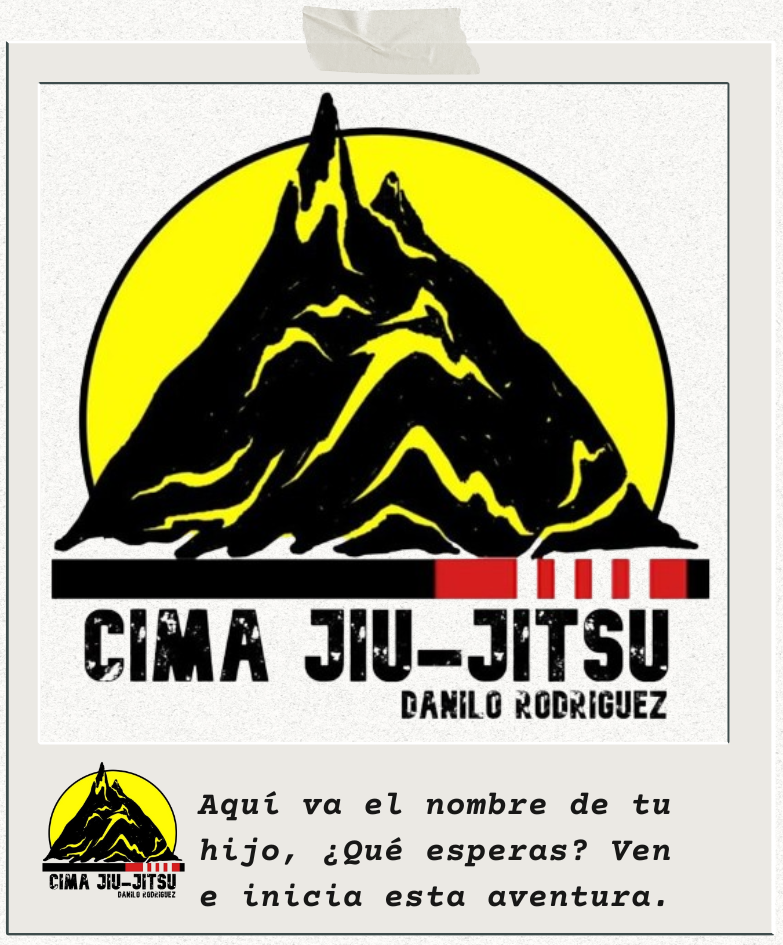 CIMA JIU-JITSU
DANILO RODRIGUEZ
CIMA JIU-JITSU
DANILO RODRIGUEZ
Aquí va el nombre de tu
hijo, ¿Qué esperas? Ven
e inicia esta aventura.